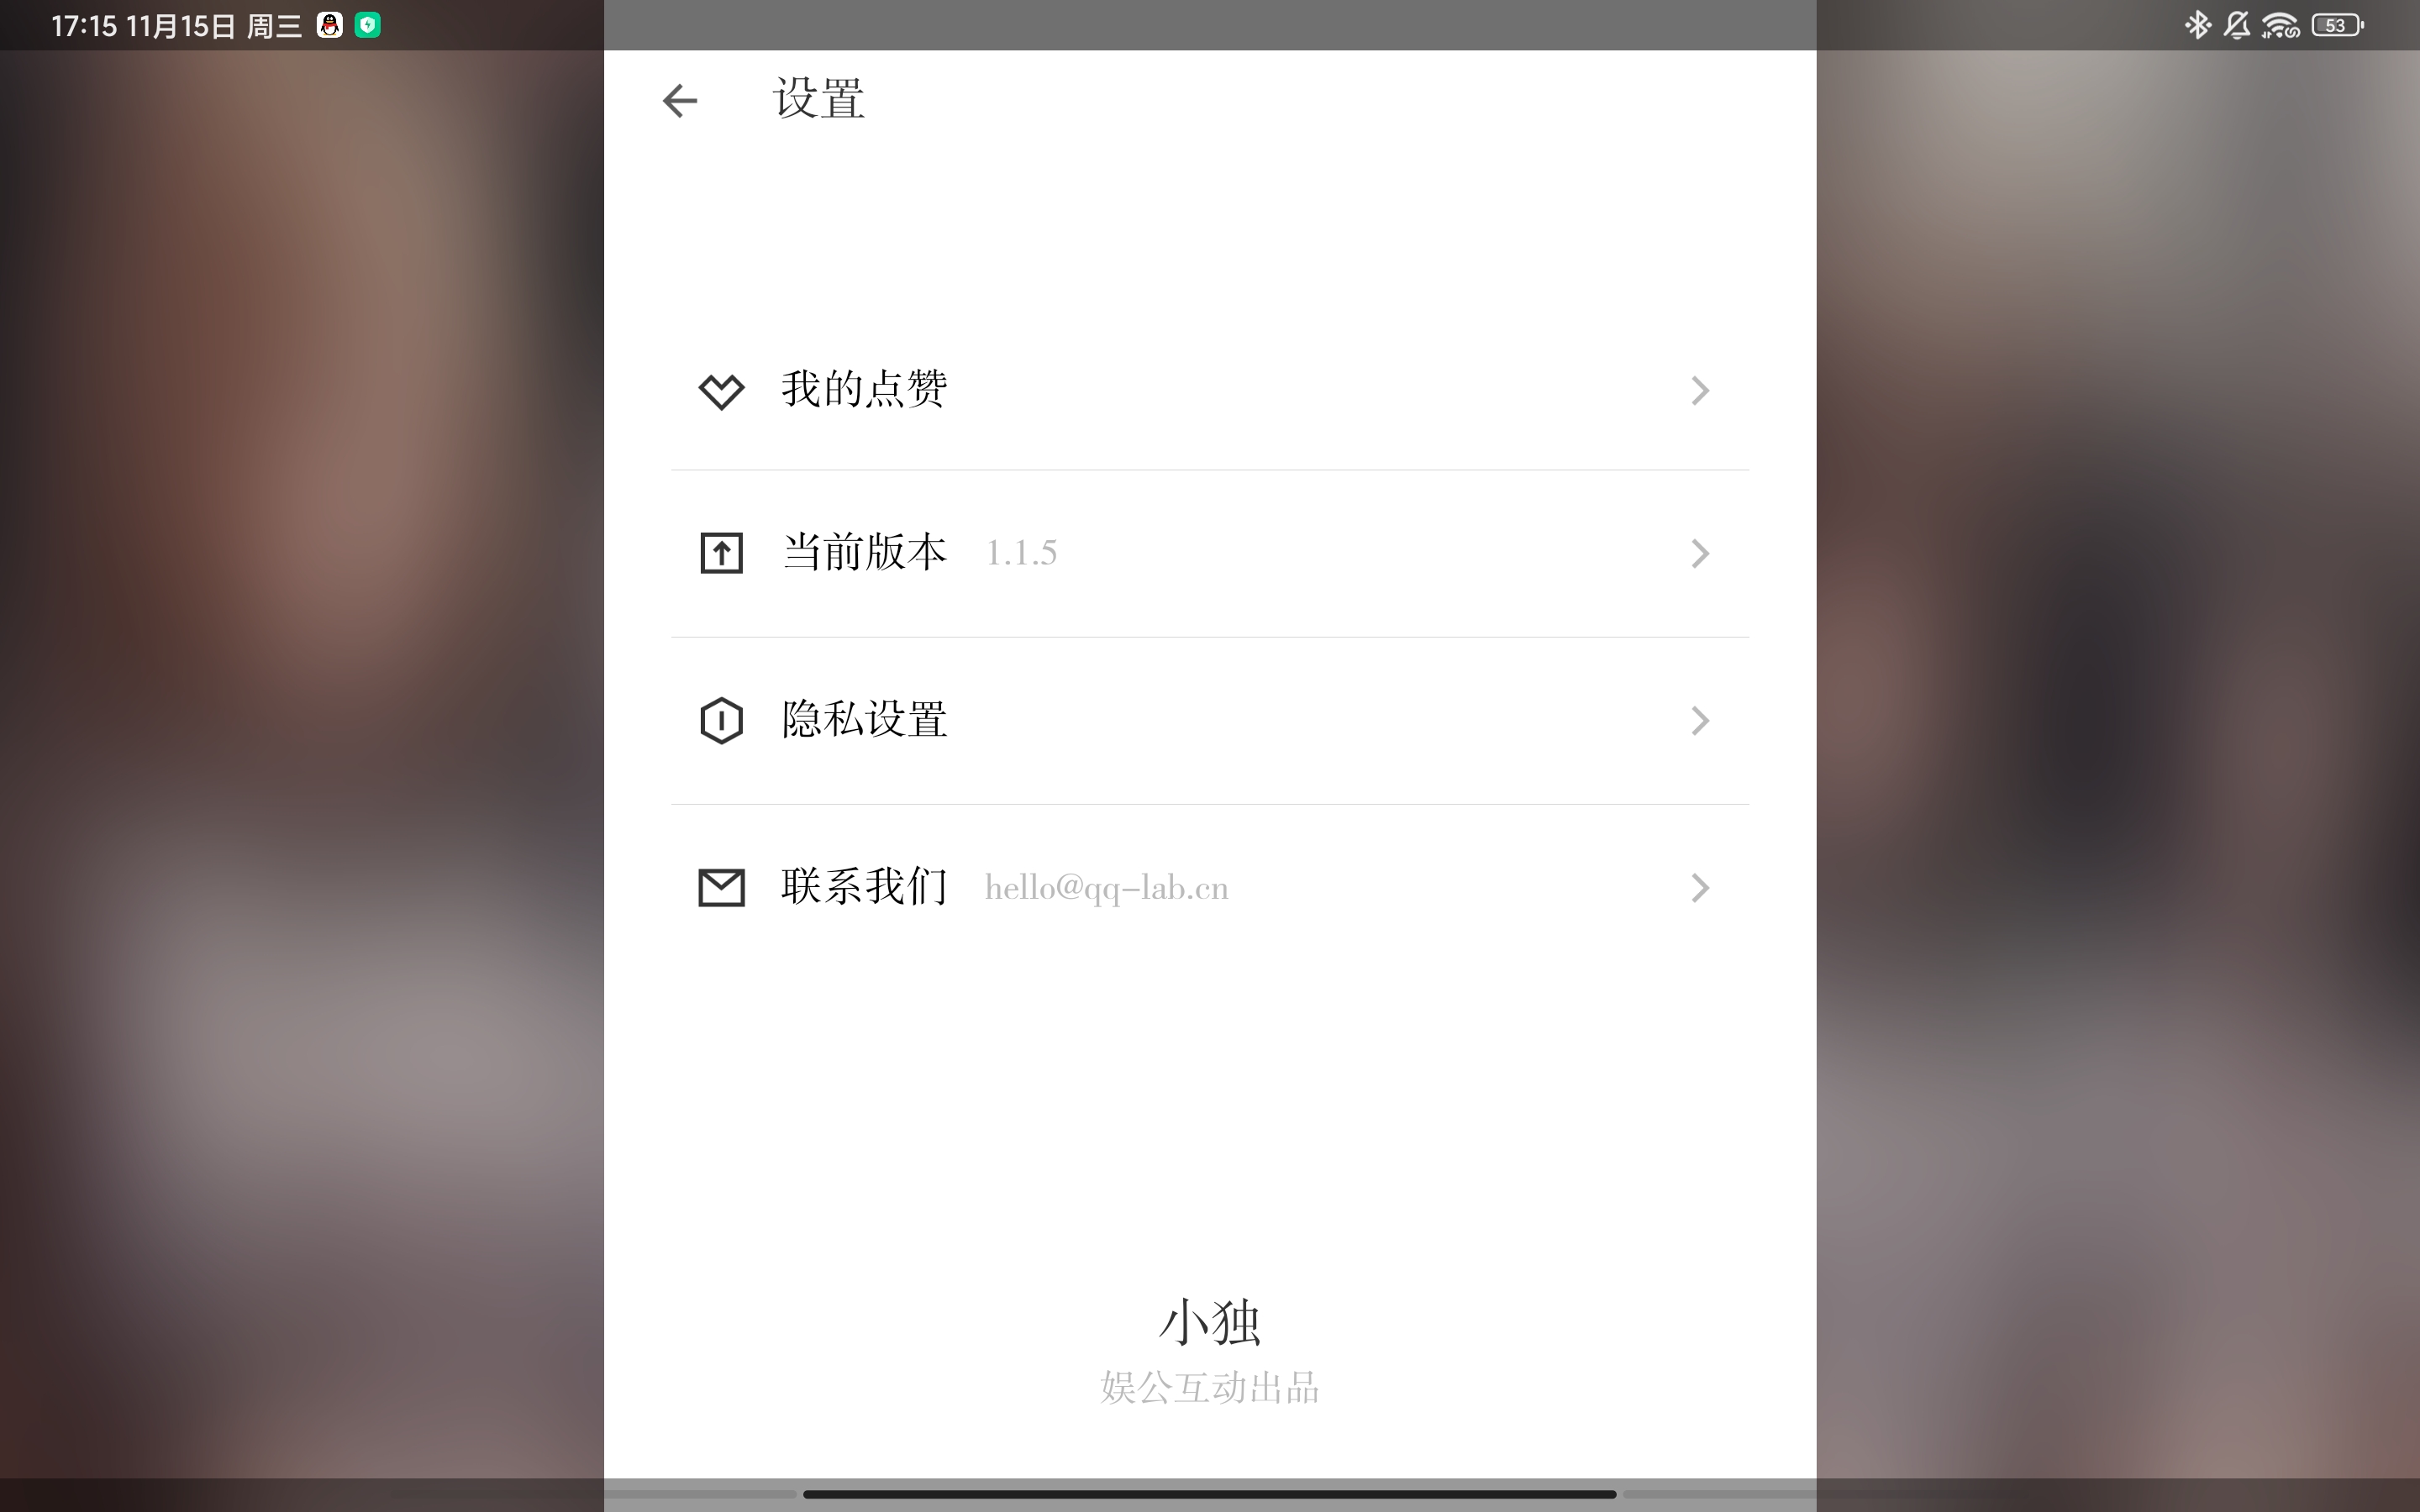 17:15 11月15日 周三
53
设置
我的点赞
当前版本 1.1.5
隐私设置
联系我们 hello@qq-lab.cn
小独
娱公互动出品